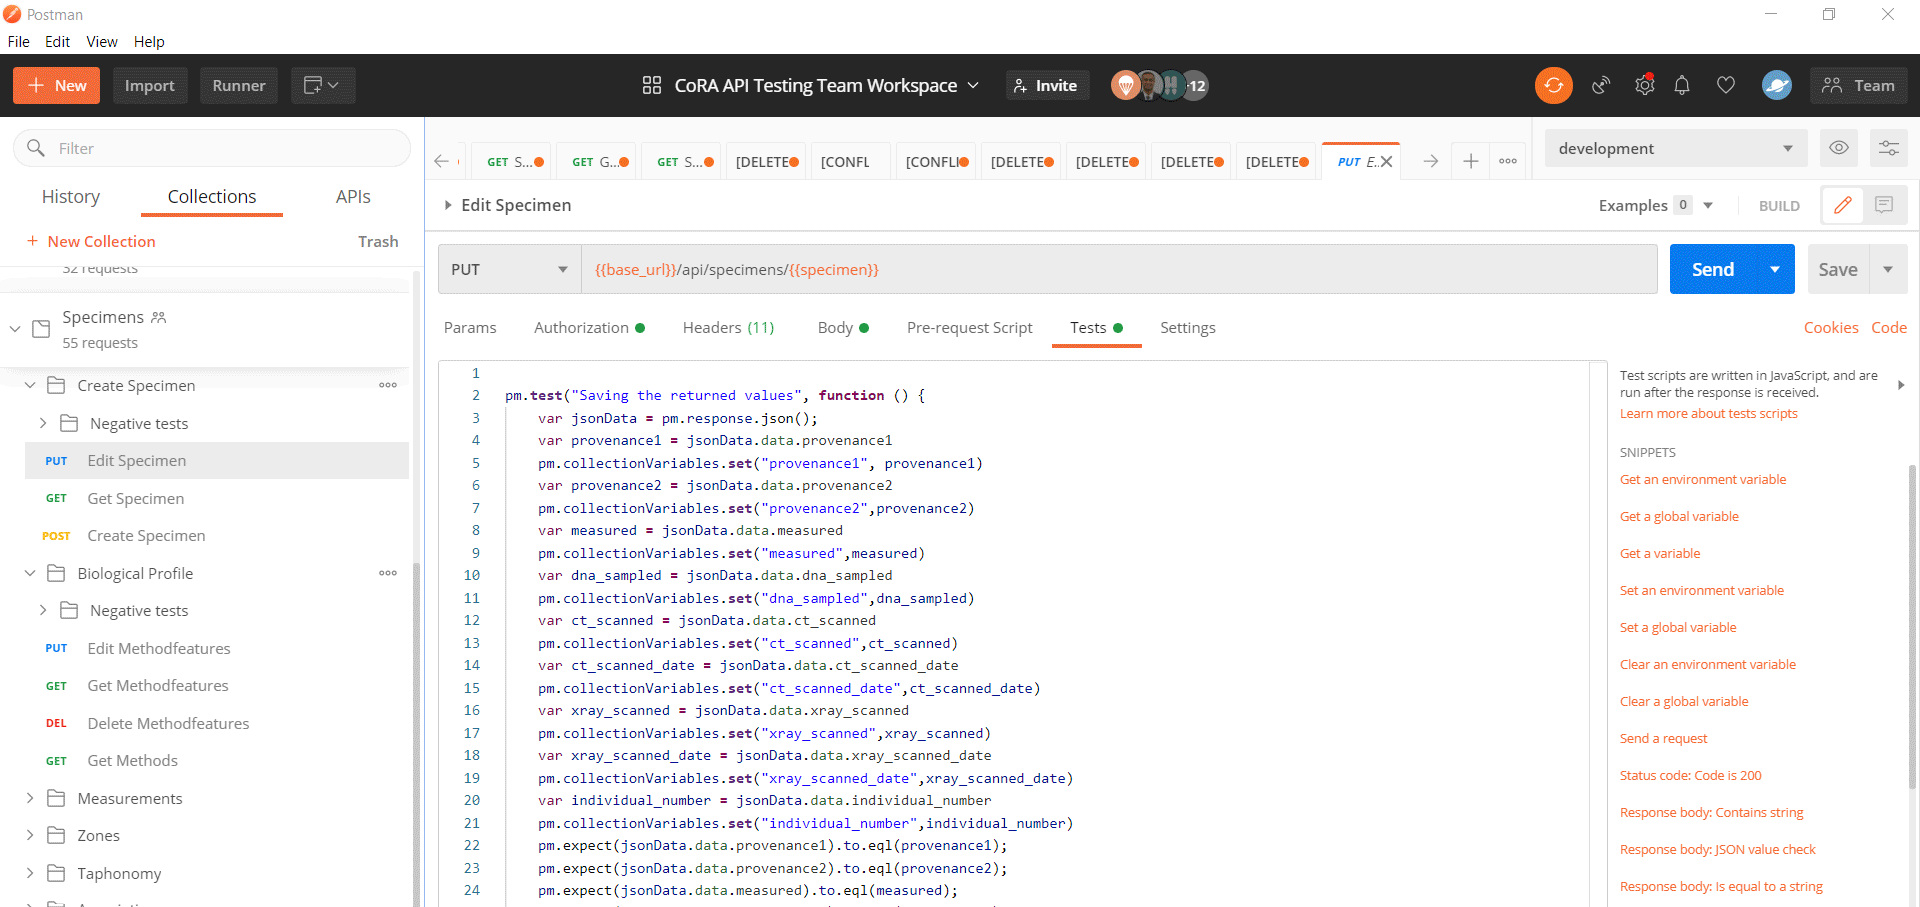 Postman
File Edit View Help
New Import Runner CoRA API Testing Team Workspace Invite +12 Team
Filter
History Collections APIs
New Collection Trash
32 requests
Specimens
55 requests
Create Specimen
Negative tests
PUT Edit Specimen
GET Get Specimen
POST Create Specimen
Biological Profile
Negative tests
PUT Edit Methodfeatures
GET Get Methodfeatures
DEL Delete Methodfeatures
GET Get Methods
Measurements
Zones
Taphonomy
GET S... GET G... GET S... [DELETE [CONFL [CONFLI [DELETE [DELETE [DELETE [DELETE PUT E.
development
Edit Specimen
Examples 0 BUILD
PUT {{base_url}}/api/specimens/{{specimen}} Send Save
Params Authorization Headers (11) Body Pre-request Script Tests Settings Cookies Code
1
2 pm.test("Saving the returned values", function () {
3 var jsonData = pm.response.json();
4 var provenance1 = jsonData.data.provenance1
5 pm.collectionVariables.set("provenance1", provenance1)
6 var provenance2 = jsonData.data.provenance2
7 pm.collectionVariables.set("provenance2",provenance2)
8 var measured = jsonData.data.measured
9 pm.collectionVariables.set("measured",measured)
10 var dna_sampled = jsonData.data.dna_sampled
11 pm.collectionVariables.set("dna_sampled",dna_sampled)
12 var ct_scanned = jsonData.data.ct_scanned
13 pm.collectionVariables.set("ct_scanned",ct_scanned)
14 var ct_scanned_date = jsonData.data.ct_scanned_date
15 pm.collectionVariables.set("ct_scanned_date",ct_scanned_date)
16 var xray_scanned = jsonData.data.xray_scanned
17 pm.collectionVariables.set("xray_scanned",xray_scanned)
18 var xray_scanned_date = jsonData.data.xray_scanned_date
19 pm.collectionVariables.set("xray_scanned_date",xray_scanned_date)
20 var individual_number = jsonData.data.individual_number
21 pm.collectionVariables.set("individual_number",individual_number)
22 pm.expect(jsonData.data.provenance1).to.eql(provenance1);
23 pm.expect(jsonData.data.provenance2).to.eql(provenance2);
24 pm.expect(jsonData.data.measured).to.eql(measured);
Test scripts are written in JavaScript, and are
run after the response is received.
Learn more about tests scripts
SNIPPETS
Get an environment variable
Get a global variable
Get a variable
Set an environment variable
Set a global variable
Clear an environment variable
Clear a global variable
Send a request
Status code: Code is 200
Response body: Contains string
Response body: JSON value check
Response body: Is equal to a string